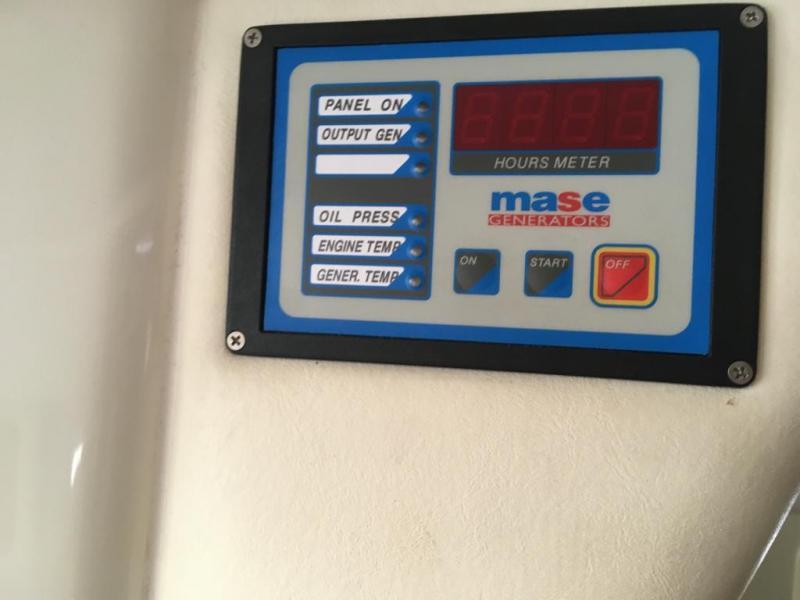 PANEL ON
OUTPUT GEN
HOURS METER
mase
GENERATORS
OIL PRESS
ENGINE TEMP
GENER. TEMP
ON
START
OFF